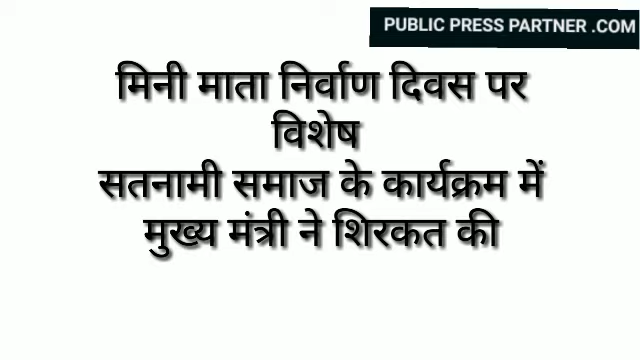 PUBLIC PRESS PARTNER .COM
मिनी माता निर्वाण दिवस पर
विशेष
सतनामी समाज के कार्यक्रम में
मुख्य मंत्री ने शिरकत की